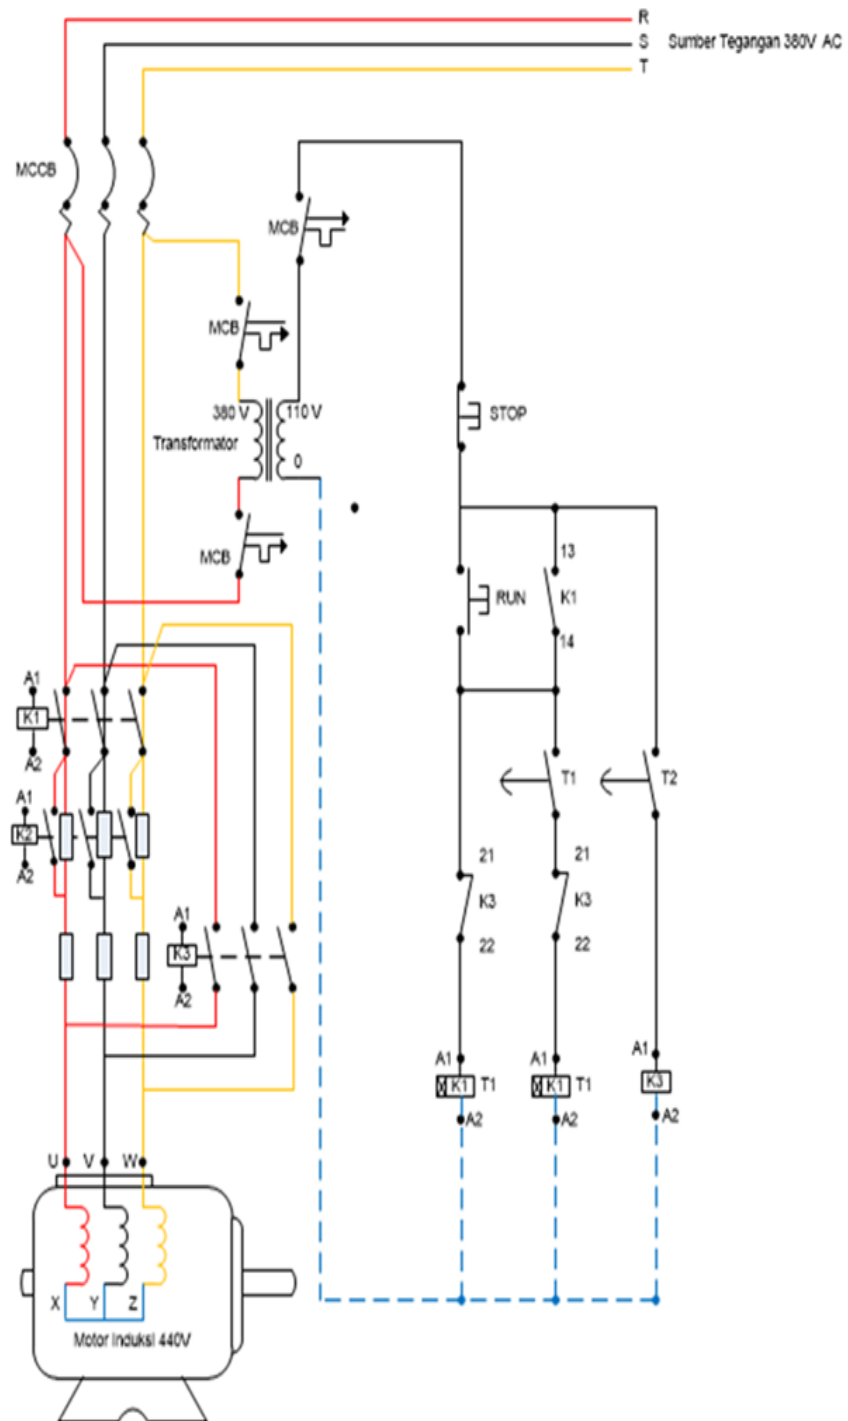 R
S Sumber Tegangan 380V AC
T
MCCB
MCB
MCB
380 V 110 V
Transformator
0
MCB
STOP
13
RUN K1
14
A1
K1
A2
T1 T2
A1
K2
A2
21 21
K3 K3
22 22
A1
K3
A2
A1 A1 A1
K1 T1 K1 T1 K3
A2 A2 A2
U V W
X Y Z
Motor Induksi 440V